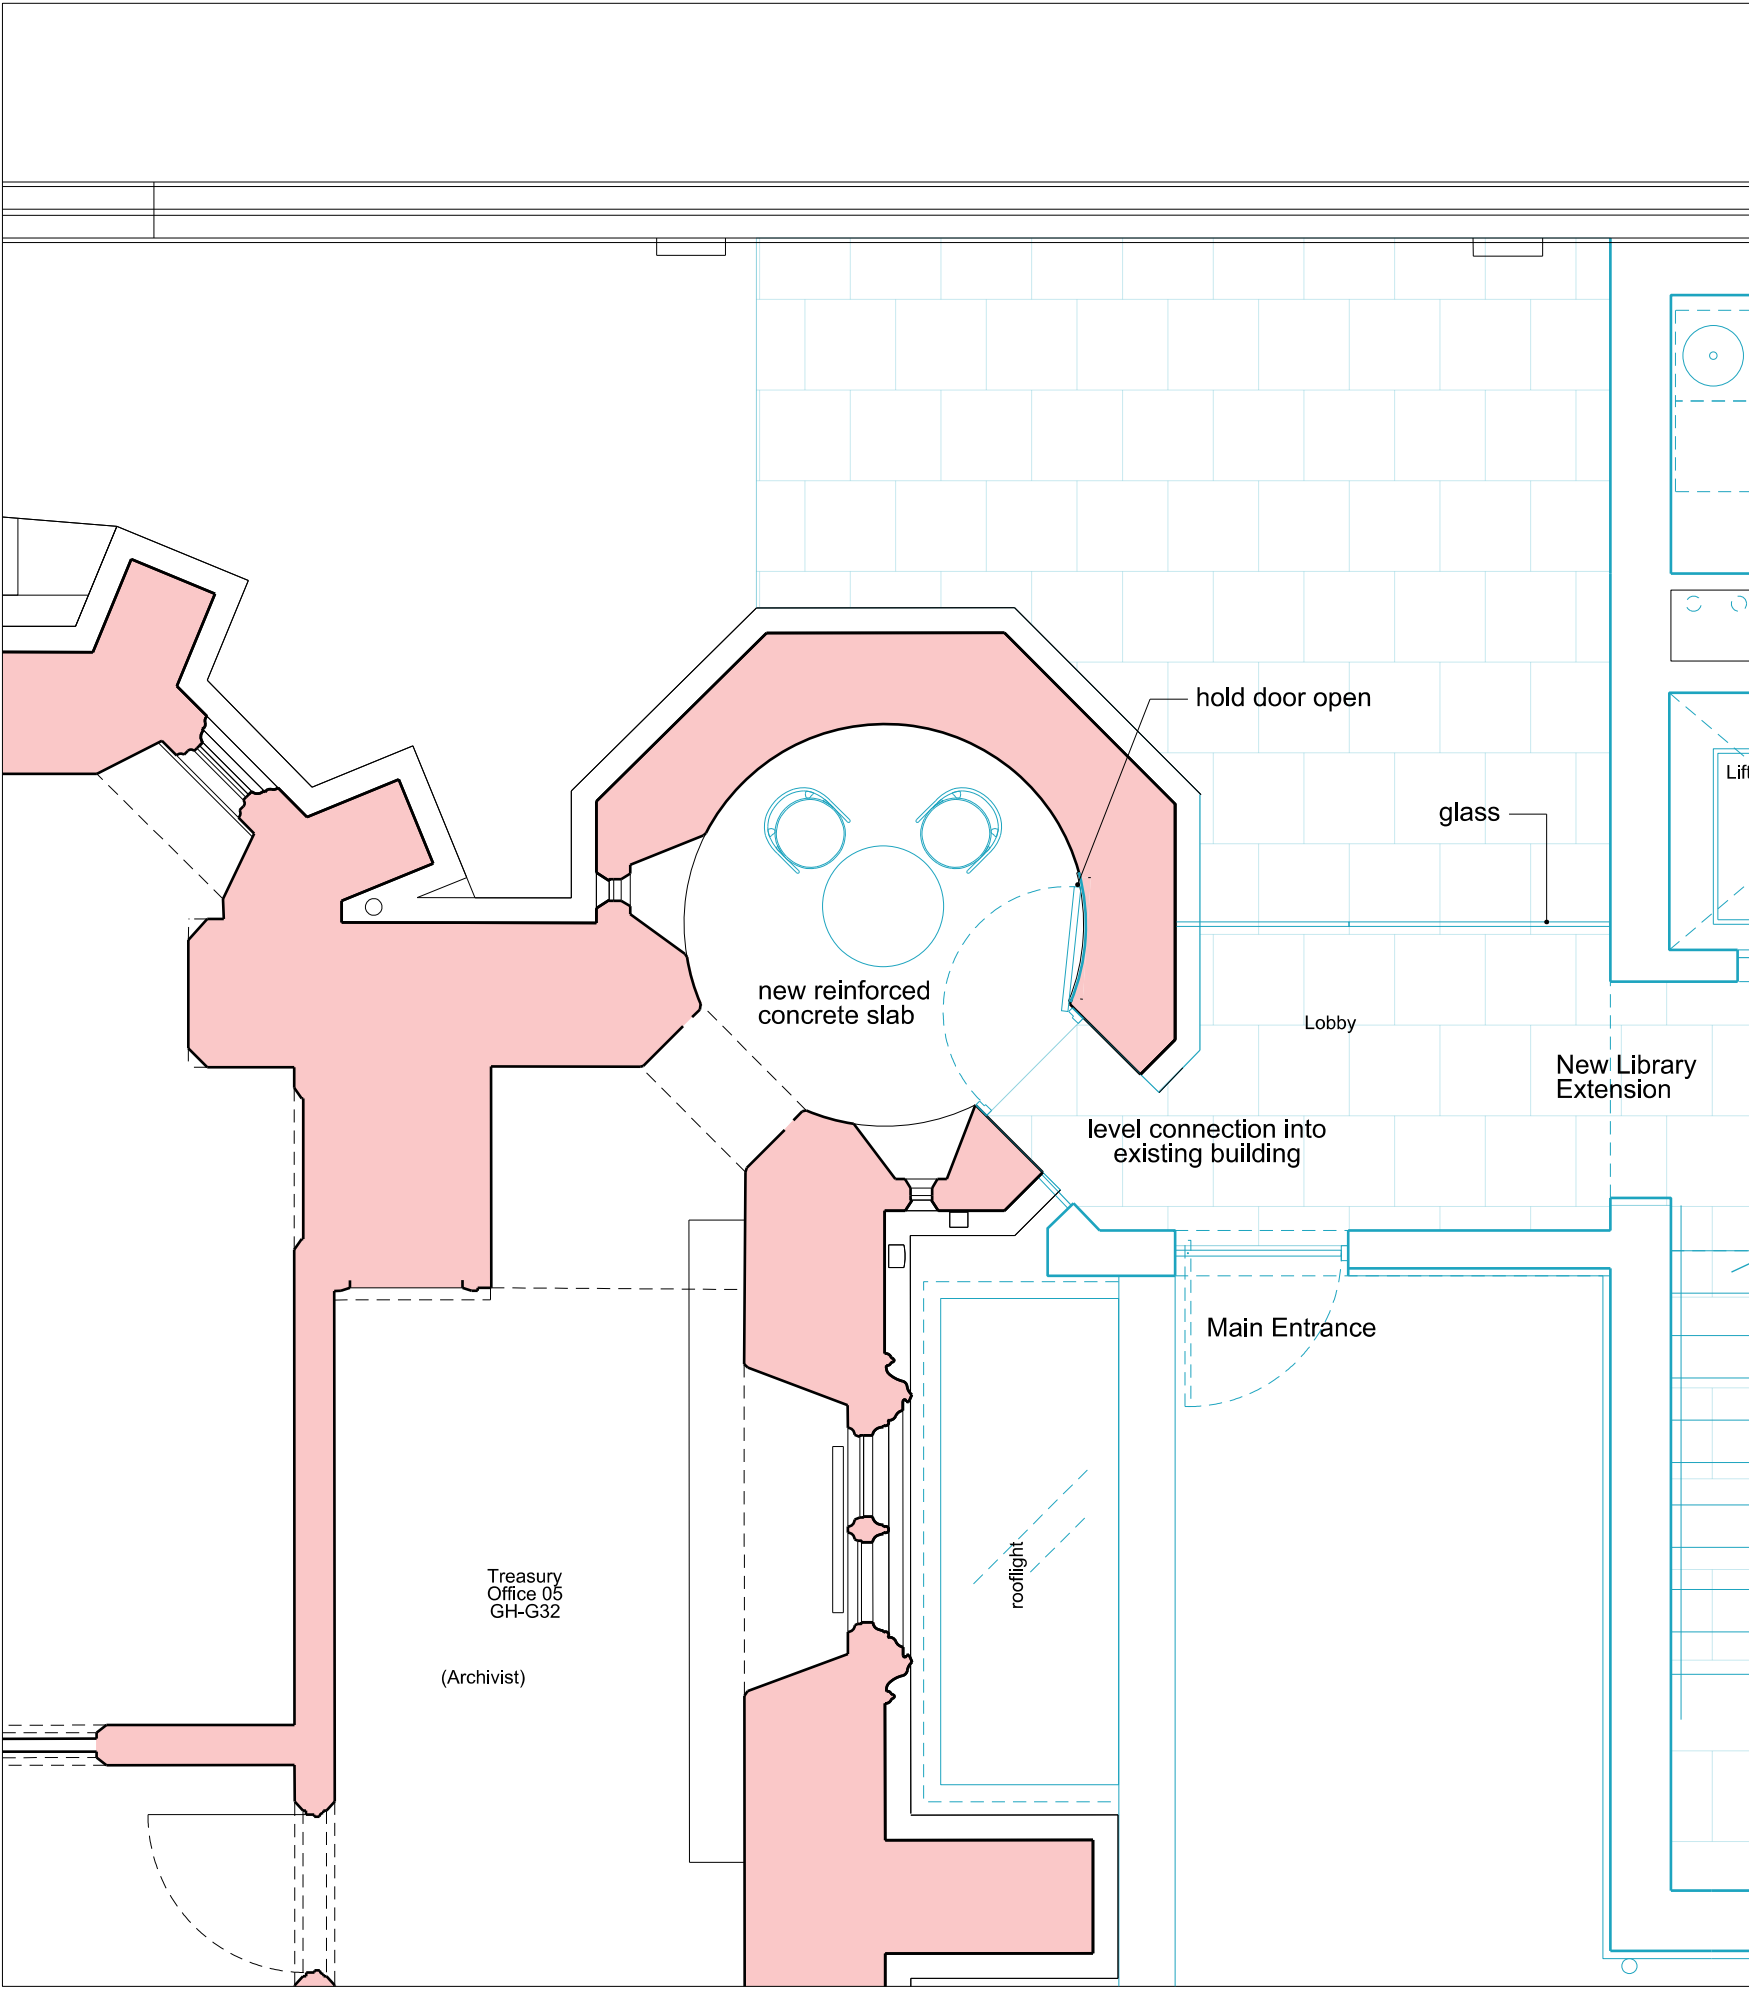 hold door open
Lift
glass
new reinforced
concrete slab
Lobby
New Library
Extension
level connection into
existing building
Main Entrance
rooflight
Treasury
Office 05
GH-G32
(Archivist)